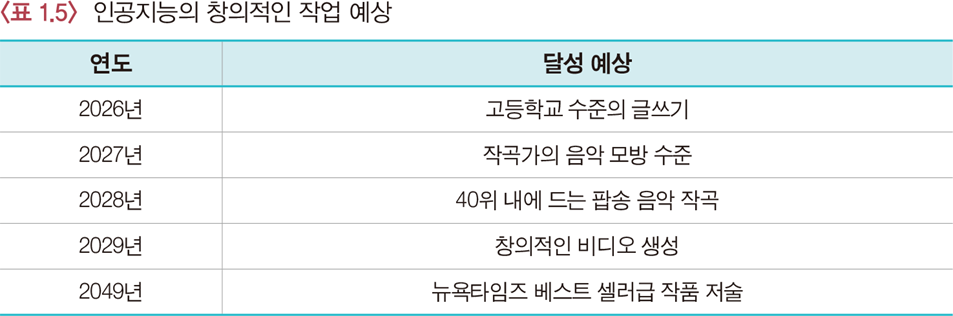 〈표 1.5〉 인공지능의 창의적인 작업 예상
연도 달성 예상
2026년 고등학교 수준의 글쓰기
2027년 작곡가의 음악 모방 수준
2028년 40위 내에 드는 팝송 음악 작곡
2029년 창의적인 비디오 생성
2049년 뉴욕타임즈 베스트 셀러급 작품 저술